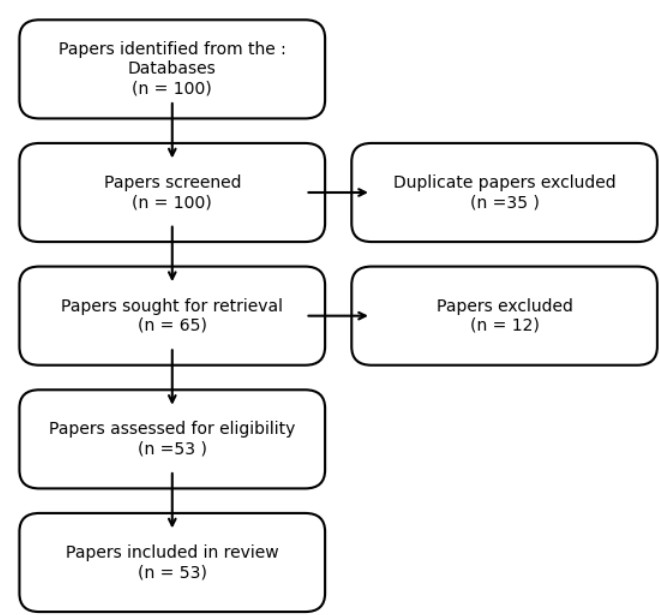 Papers identified from the :
Databases
(n = 100)
Papers screened
(n = 100)
Duplicate papers excluded
(n =35 )
Papers sought for retrieval
(n = 65)
Papers excluded
(n = 12)
Papers assessed for eligibility
(n =53 )
Papers included in review
(n = 53)